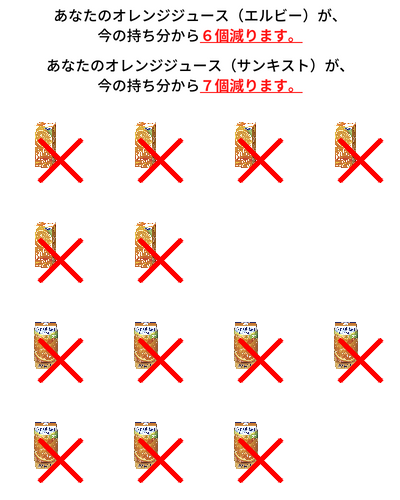 あなたのオレンジジュース（エルビー）が、
今の持ち分から６個減ります。
あなたのオレンジジュース（サンキスト）が、
今の持ち分から７個減ります。